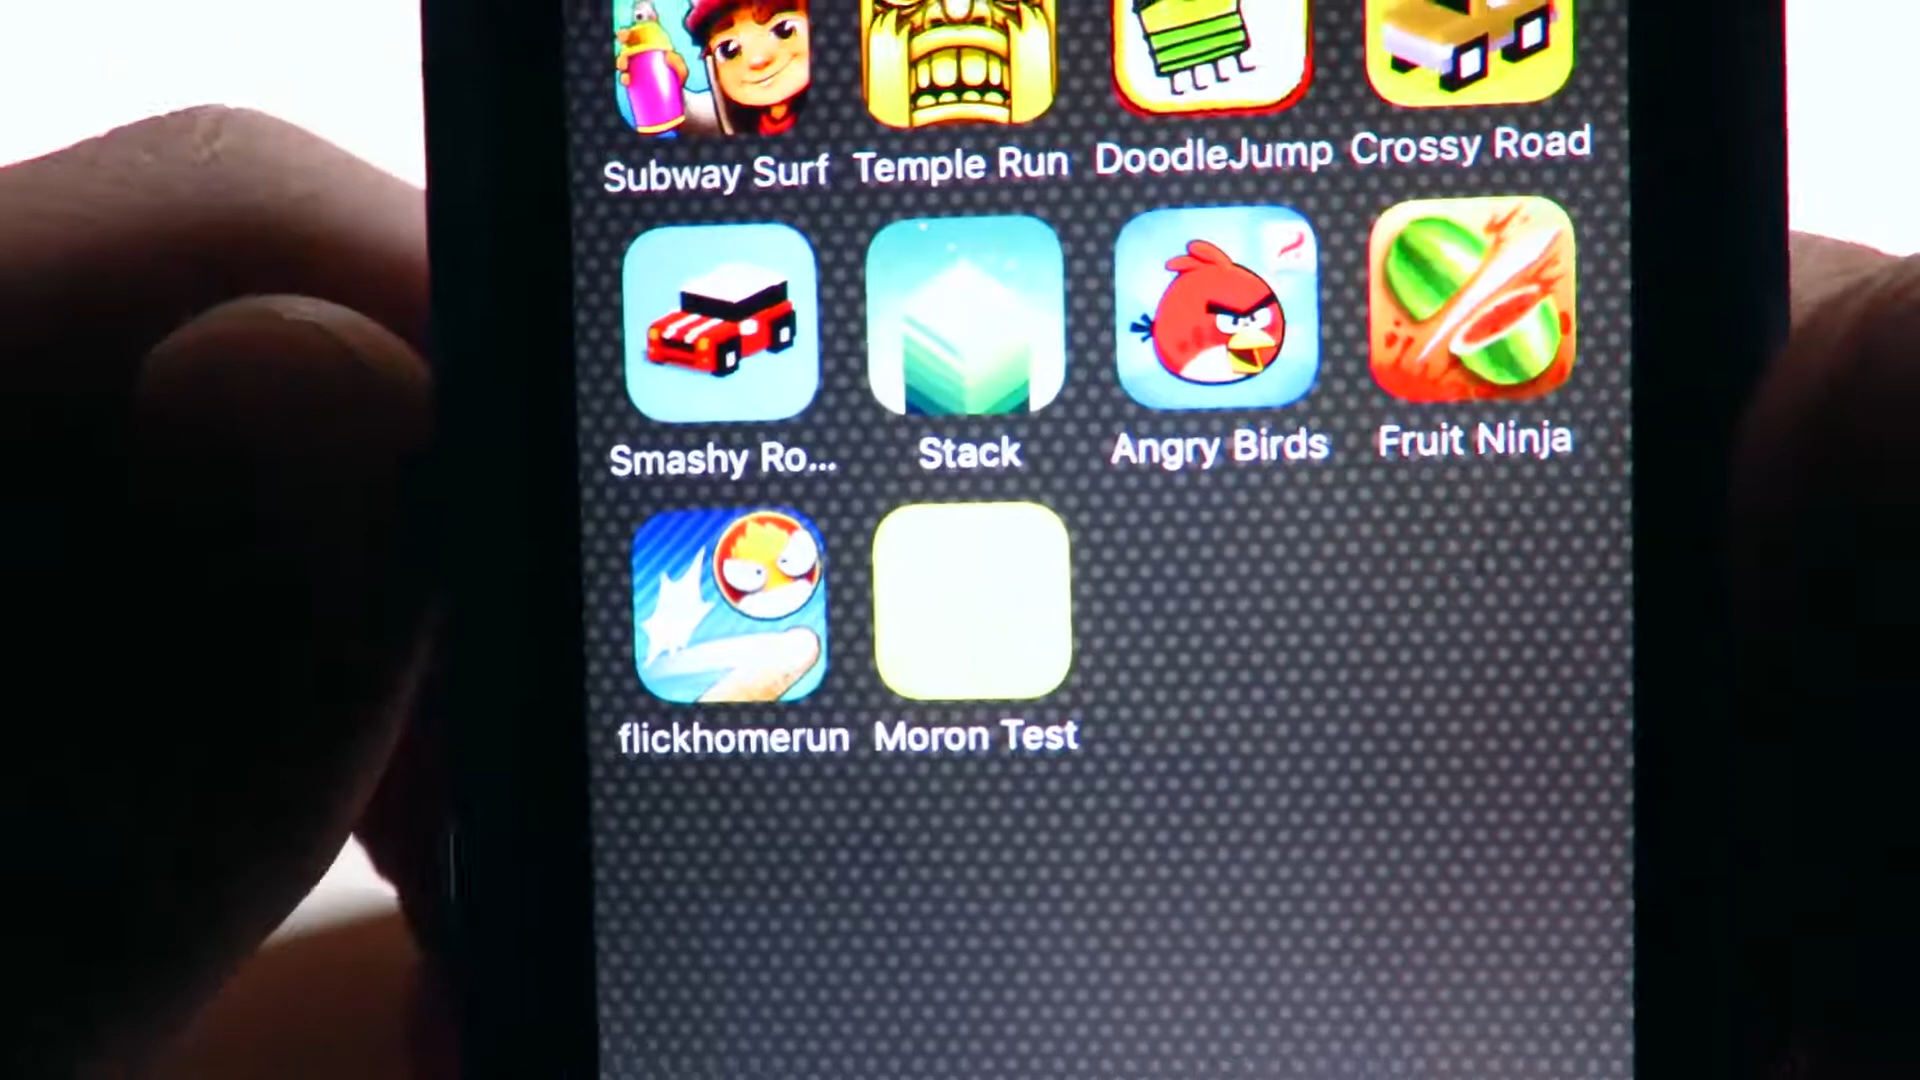 Subway Surf Temple Run DoodleJump Crossy Road
Smashy Ro... Stack Angry Birds Fruit Ninja
flickhomerun Moron Test